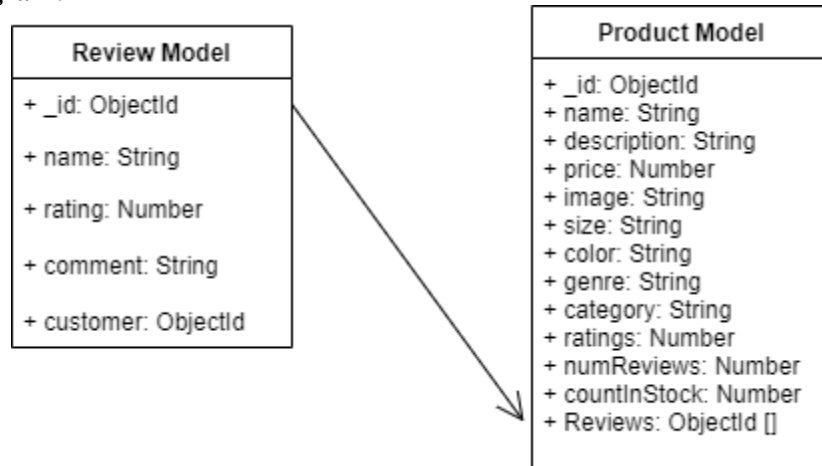 Review Model
+ _id: ObjectId
+ name: String
+ rating: Number
+ comment: String
+ customer: ObjectId
Product Model
+ _id: ObjectId
+ name: String
+ description: String
+ price: Number
+ image: String
+ size: String
+ color: String
+ genre: String
+ category: String
+ ratings: Number
+ numReviews: Number
+ countInStock: Number
+ Reviews: ObjectId []